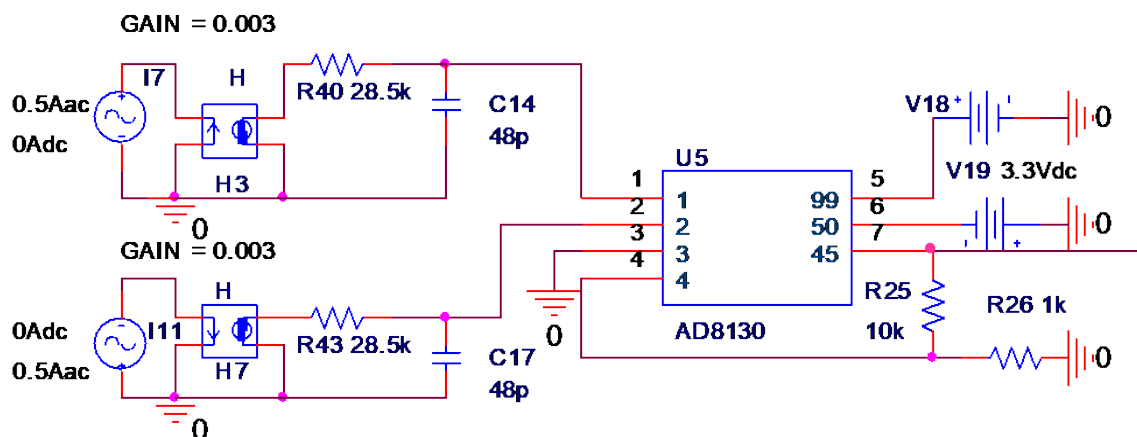 GAIN = 0.003
I7
H
0.5Aac
0Adc
R40 28.5k
C14
48p
H3
0
GAIN = 0.003
H
0Adc
I11
0.5Aac
R43 28.5k
C17
48p
H7
0
U5
1
2
3
4
1
2
3
4
99
50
45
5
6
7
AD8130
0
V18
0
V19 3.3Vdc
0
R25
10k
R26 1k
0